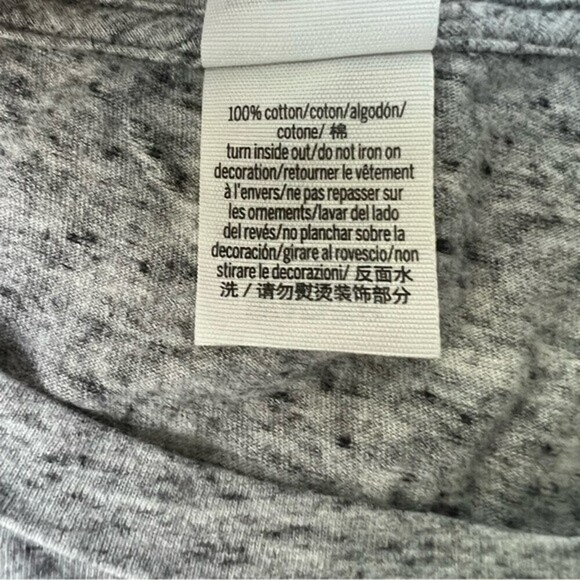 100% cotton/coton/algodón/
cotone/ 棉
turn inside out/do not iron on
decoration/retourner le vêtement
à l'envers/ne pas repasser sur
les ornements/lavar del lado
del revés/no planchar sobre la
decoración/girare al rovescio/non
stirare le decorazioni/ 反面水
洗 / 请勿熨烫装饰部分